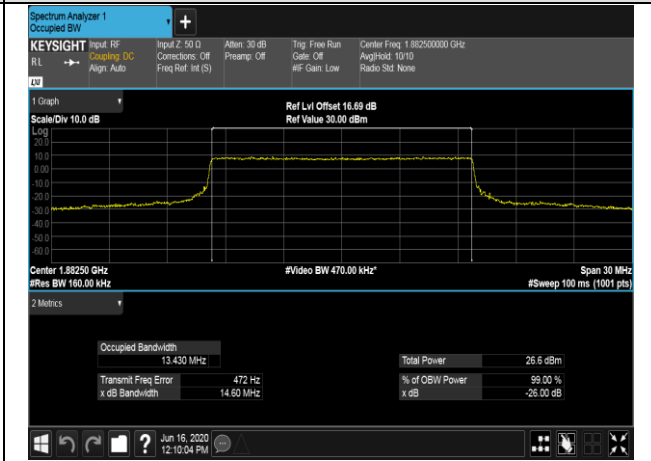 Spectrum Analyzer 1
Occupied BW
+
KEYSIGHT Input: RF Input Z: 50 Ω Atten: 30 dB Trig: Free Run Center Freq: 1.882500000 GHz
RL Coupling: DC Corrections: Off Preamp: Off Gate: Off Avg|Hold: 10/10
Align: Auto Freq Ref: Int (S) #IF Gain: Low Radio Std: None
LXI
1 Graph
Ref Lvl Offset 16.69 dB
Scale/Div 10.0 dB Ref Value 30.00 dBm
Log
20.0
10.0
0.00
-10.0
-20.0
-30.0
-40.0
-50.0
-60.0
Center 1.88250 GHz #Video BW 470.00 kHz* Span 30 MHz
#Res BW 160.00 kHz #Sweep 100 ms (1001 pts)
2 Metrics
Occupied Bandwidth
13.430 MHz Total Power 26.6 dBm
Transmit Freq Error 472 Hz % of OBW Power 99.00 %
x dB Bandwidth 14.60 MHz x dB -26.00 dB
? Jun 16, 2020
12:10:04 PM